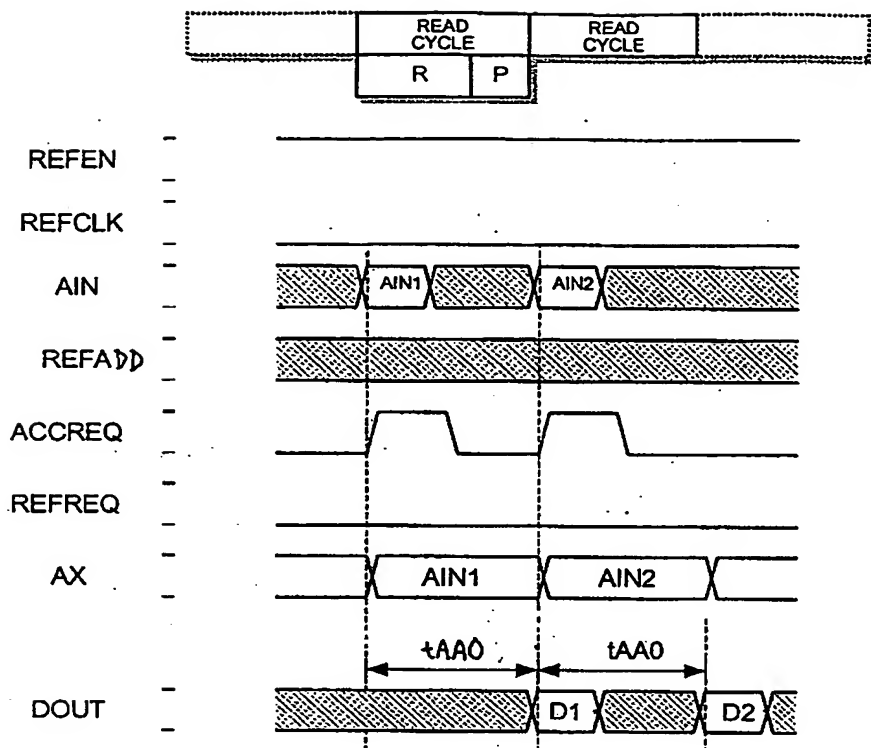 READ CYCLE READ CYCLE
R P
REFEN
REFCLK
AIN AIN1 AIN2
REFADD
ACCREQ
REFREQ
AX AIN1 AIN2
tAA0 tAA0
DOUT D1 D2